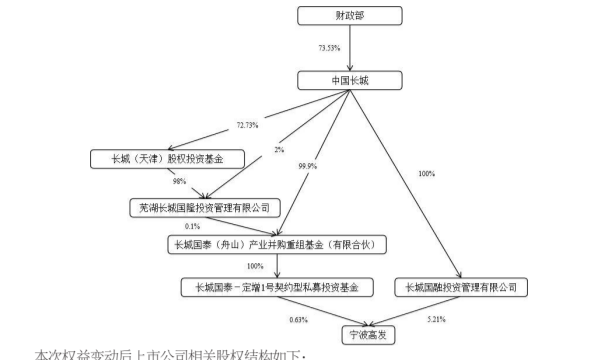 财政部
73.53%
中国长城
72.73%
2%
99.9%
100%
长城（天津）股权投资基金
98%
芜湖长城国隆投资管理有限公司
0.1%
长城国泰（舟山）产业并购重组基金（有限合伙）
100%
长城国泰－定增1号契约型私募投资基金
长城国融投资管理有限公司
0.63%
5.21%
宁波高发
本次权益变动后上市公司相关股权结构如下：